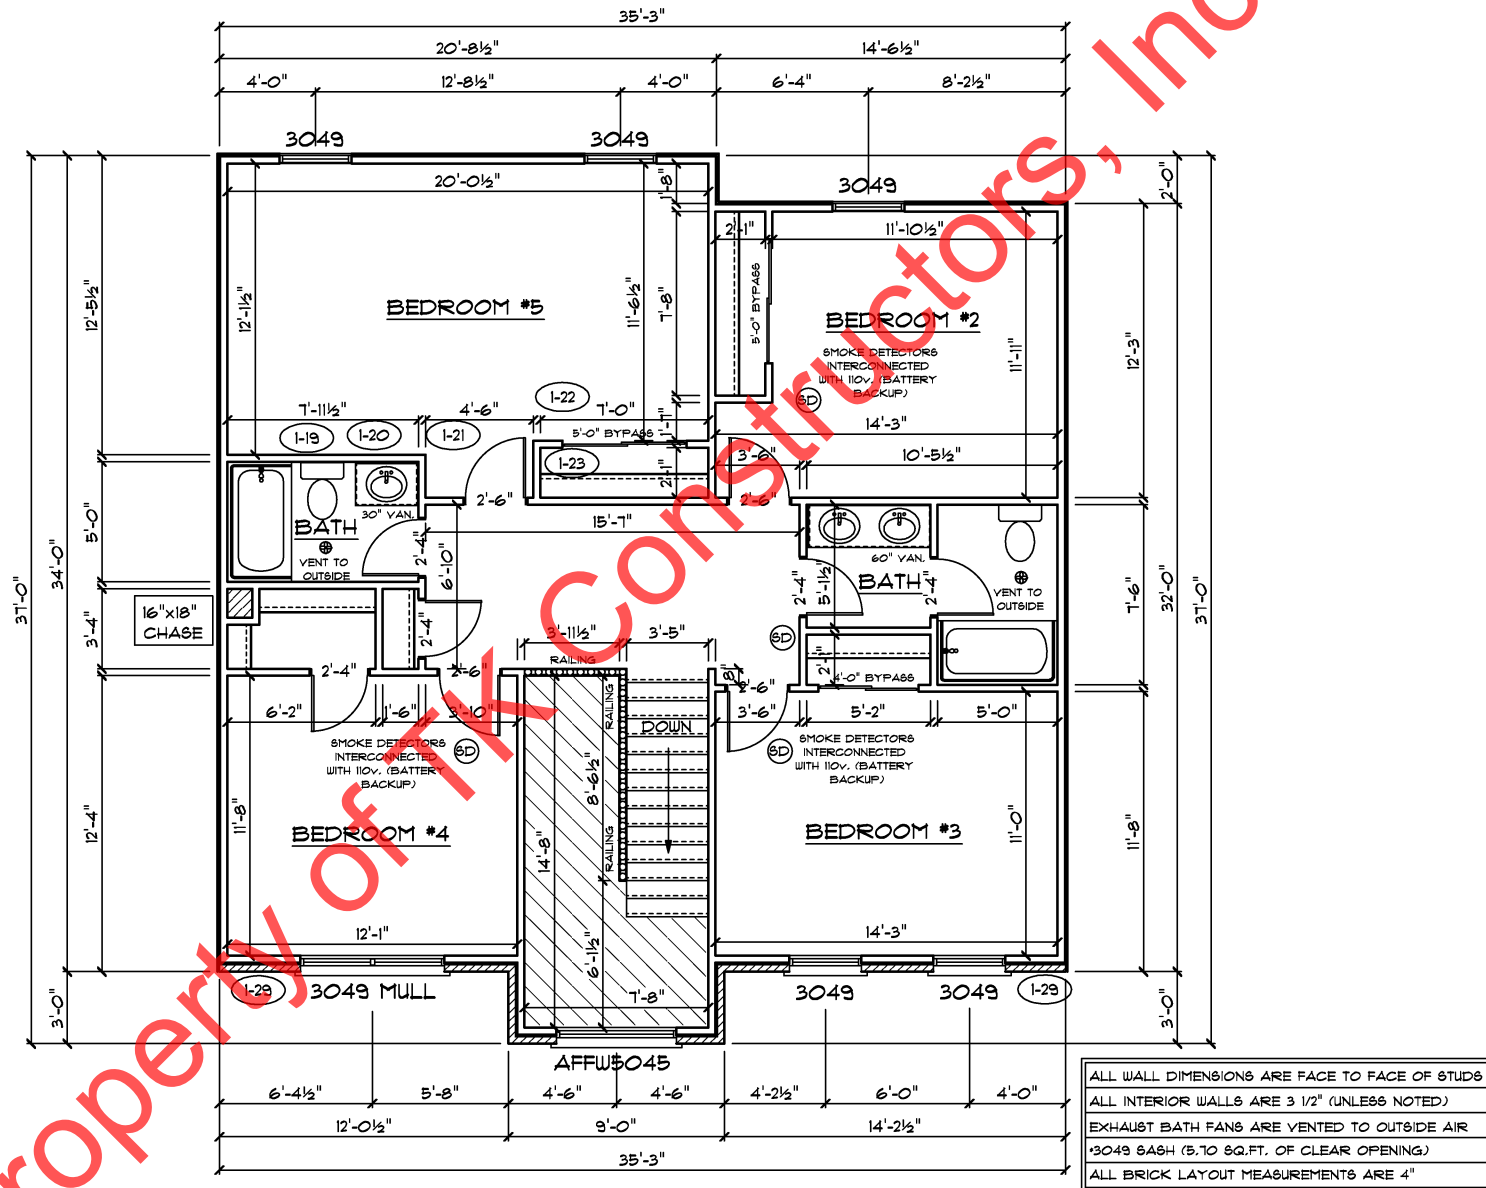 35'-3"
20'-8½" 14'-6½"
4'-0" 12'-8½" 4'-0" 6'-4" 8'-2½"
3049 3049
3049
20'-0½"
1'-8"
2'-0"
2'-1" 11'-10½"
12'-5½"
12'-1½"
11'-6½"
7'-8"
5'-0" BYPASS
BEDROOM #5
BEDROOM #2
SMOKE DETECTORS
INTERCONNECTED
WITH 110v. (BATTERY
BACKUP)
SD
11'-11"
12'-3"
1-22
7'-11½" 4'-6" 7'-0"
1'-1"
14'-3"
1-19 1-20 1-21
5'-0" BYPASS
1-23
2'-1"
3'-6" 10'-5½"
2'-6" 2'-6"
30" VAN.
BATH
15'-7"
VENT TO
OUTSIDE
2'-4"
6'-10"
5'-0"
34'-0"
37'-0"
60" VAN.
BATH
2'-4"
5'-1½"
2'-4"
VENT TO
OUTSIDE
7'-6"
32'-0"
37'-0"
16"x18"
CHASE
3'-4"
2'-4"
3'-11½" 3'-5"
SD
RAILING
2'-4" 2'-6"
8"
2'-6"
2'-1"
4'-0" BYPASS
6'-2" 1'-6" 3'-10"
RAILING
DOWN
3'-6" 5'-2" 5'-0"
SMOKE DETECTORS
INTERCONNECTED
WITH 110v. (BATTERY
BACKUP)
SD
SD
SMOKE DETECTORS
INTERCONNECTED
WITH 110v. (BATTERY
BACKUP)
8'-6½"
12'-4"
11'-8"
BEDROOM #4
14'-8"
RAILING
BEDROOM #3
11'-0"
11'-8"
12'-1"
14'-3"
6'-1½"
7'-8"
1-29 3049 MULL
3049 3049 1-29
3'-0"
3'-0"
AFFW5045
6'-4½" 5'-8" 4'-6" 4'-6" 4'-2½" 6'-0" 4'-0"
12'-0½" 9'-0" 14'-2½"
35'-3"
ALL WALL DIMENSIONS ARE FACE TO FACE OF STUDS
ALL INTERIOR WALLS ARE 3 1/2" (UNLESS NOTED)
EXHAUST BATH FANS ARE VENTED TO OUTSIDE AIR
*3049 SASH (5.70 SQ.FT. OF CLEAR OPENING)
ALL BRICK LAYOUT MEASUREMENTS ARE 4"
roperty of TK Constructors, Inc